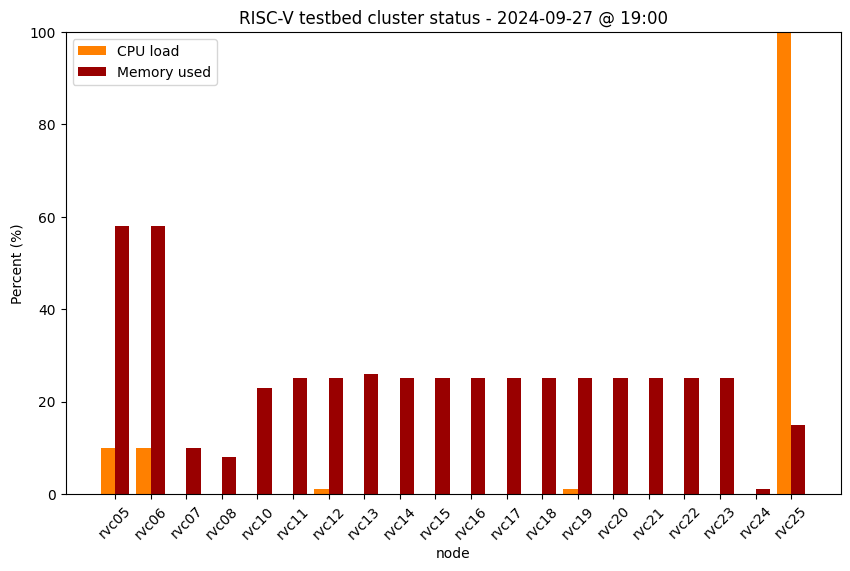 RISC-V testbed cluster status - 2024-09-27 @ 19:00
CPU load
Memory used
Percent (%)
100
80
60
40
20
0
rvc05 rvc06 rvc07 rvc08 rvc10 rvc11 rvc12 rvc13 rvc14 rvc15 rvc16 rvc17 rvc18 rvc19 rvc20 rvc21 rvc22 rvc23 rvc24 rvc25
node